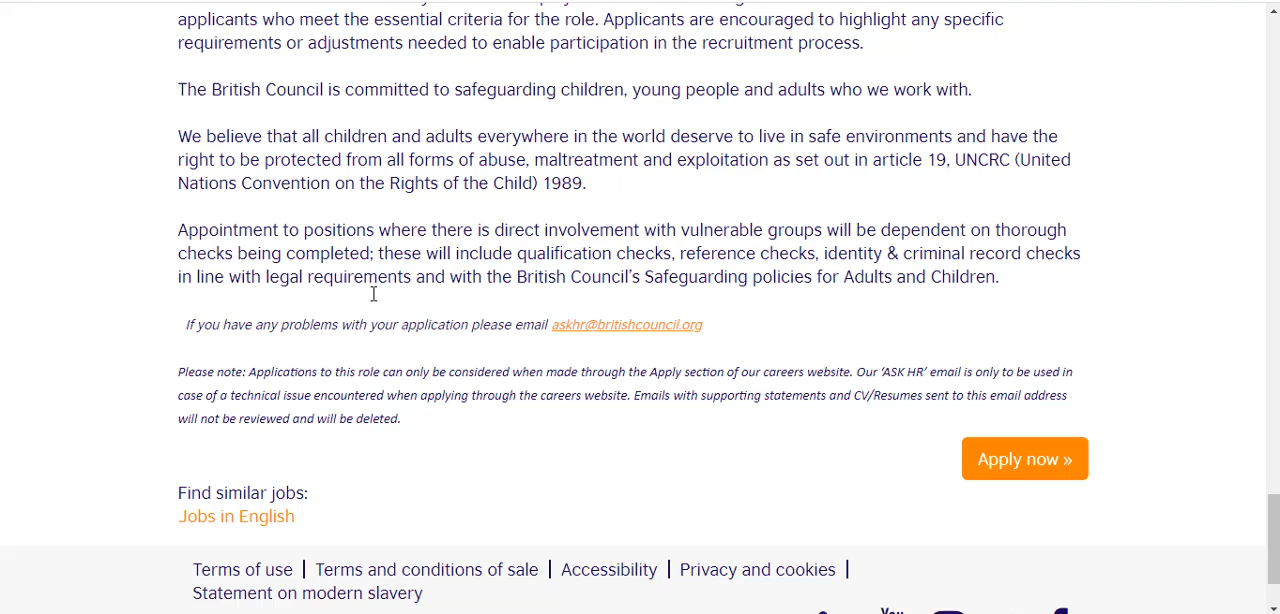 applicants who meet the essential criteria for the role. Applicants are encouraged to highlight any specific
requirements or adjustments needed to enable participation in the recruitment process.
The British Council is committed to safeguarding children, young people and adults who we work with.
We believe that all children and adults everywhere in the world deserve to live in safe environments and have the
right to be protected from all forms of abuse, maltreatment and exploitation as set out in article 19, UNCRC (United
Nations Convention on the Rights of the Child) 1989.
Appointment to positions where there is direct involvement with vulnerable groups will be dependent on thorough
checks being completed; these will include qualification checks, reference checks, identity & criminal record checks
in line with legal requirements and with the British Council's Safeguarding policies for Adults and Children.
If you have any problems with your application please email askhr@britishcouncil.org
Please note: Applications to this role can only be considered when made through the Apply section of our careers website. Our 'ASK HR' email is only to be used in
case of a technical issue encountered when applying through the careers website. Emails with supporting statements and CV/Resumes sent to this email address
will not be reviewed and will be deleted.
Apply now »
Find similar jobs:
Jobs in English
Terms of use | Terms and conditions of sale | Accessibility | Privacy and cookies |
Statement on modern slavery
You